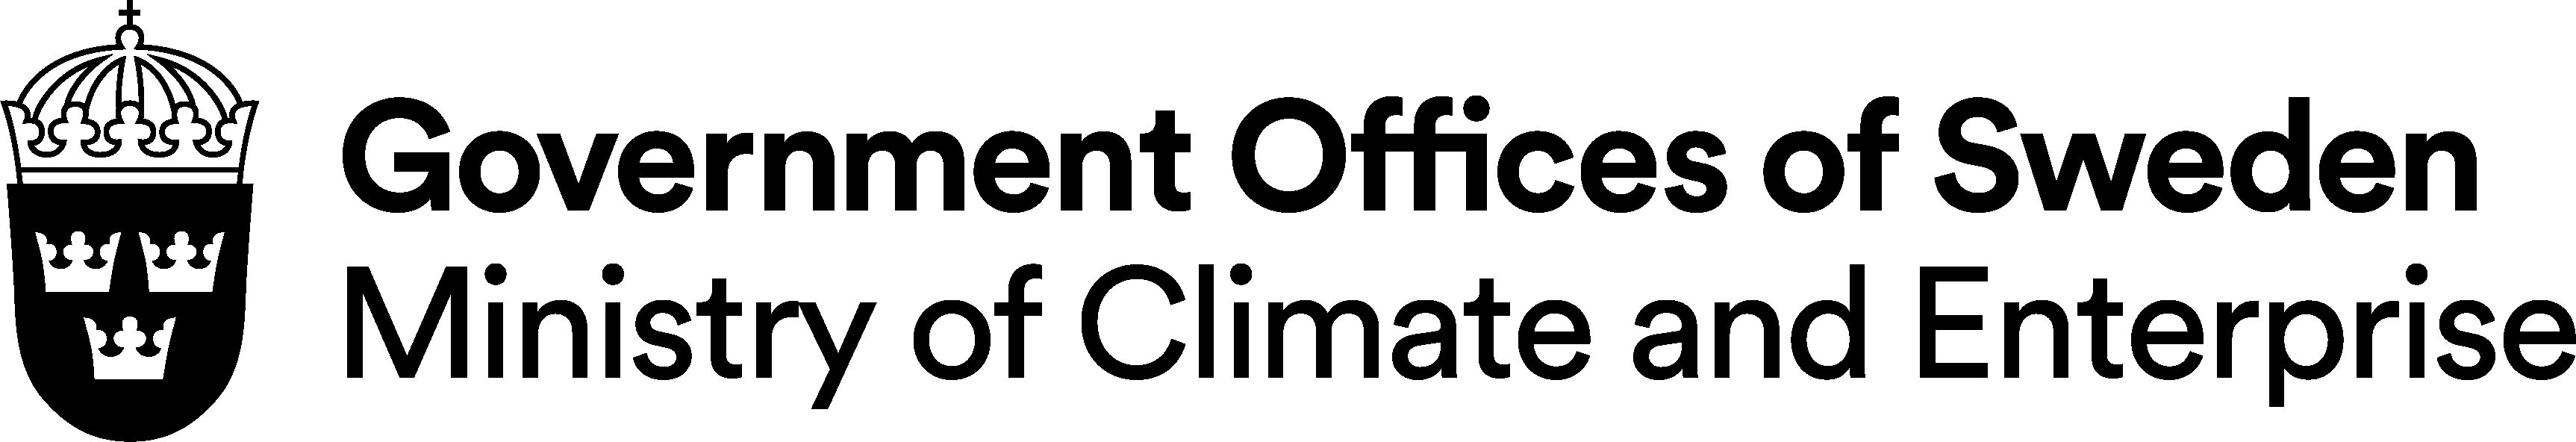 Government Offices of Sweden
Ministry of Climate and Enterprise